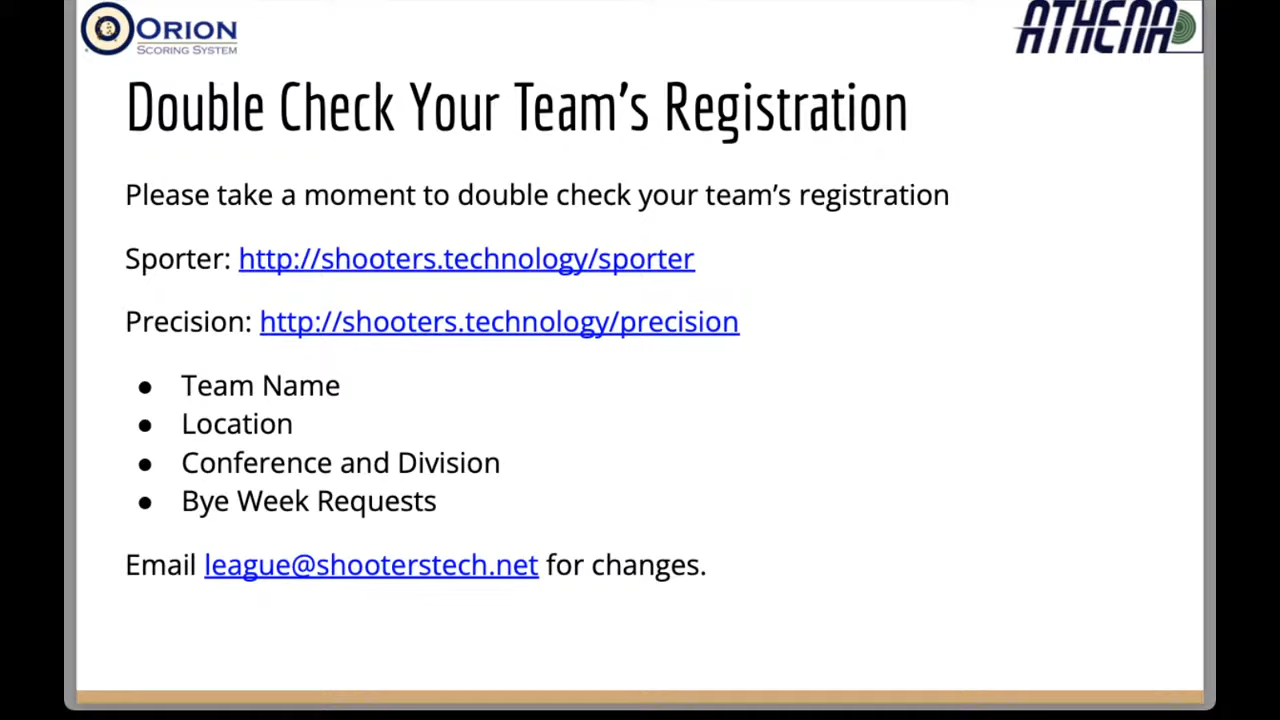 ORION
SCORING SYSTEM
ATHENA
Double Check Your Team’s Registration
Please take a moment to double check your team’s registration
Sporter: http://shooters.technology/sporter
Precision: http://shooters.technology/precision
● Team Name
● Location
● Conference and Division
● Bye Week Requests
Email league@shooterstech.net for changes.